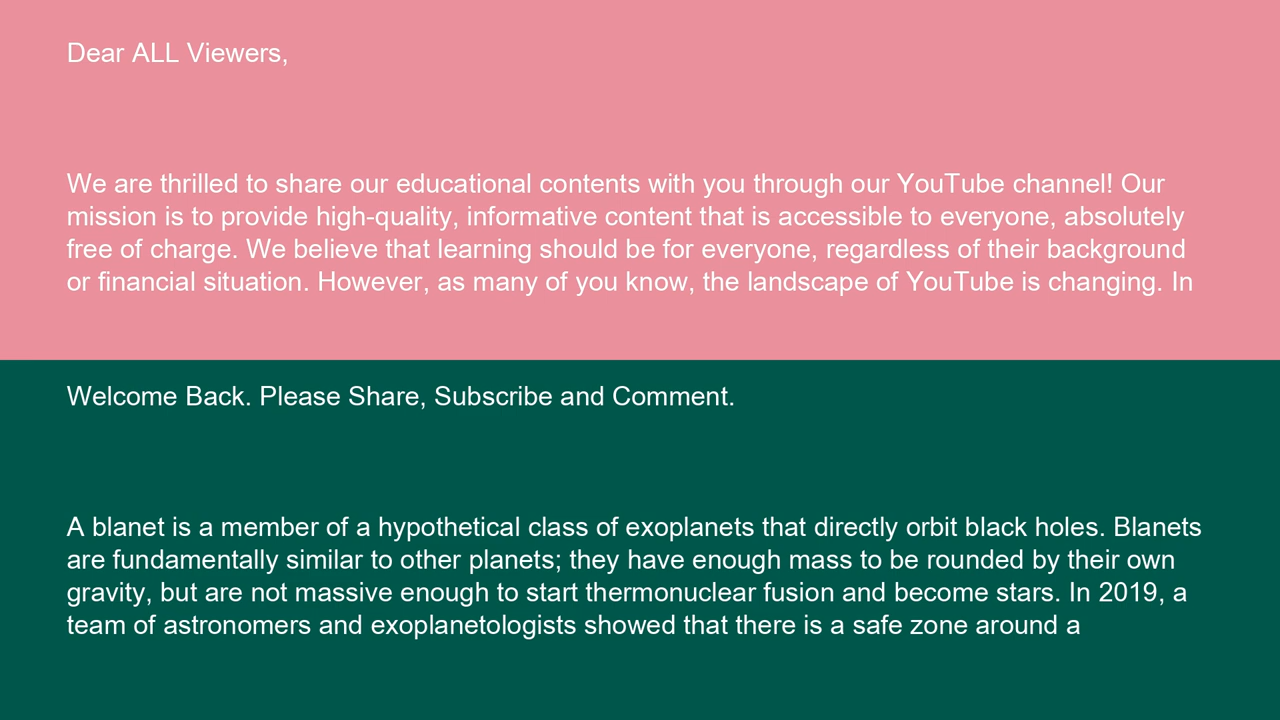 Dear ALL Viewers,
We are thrilled to share our educational contents with you through our YouTube channel! Our
mission is to provide high-quality, informative content that is accessible to everyone, absolutely
free of charge. We believe that learning should be for everyone, regardless of their background
or financial situation. However, as many of you know, the landscape of YouTube is changing. In
Welcome Back. Please Share, Subscribe and Comment.
A blanet is a member of a hypothetical class of exoplanets that directly orbit black holes. Blanets
are fundamentally similar to other planets; they have enough mass to be rounded by their own
gravity, but are not massive enough to start thermonuclear fusion and become stars. In 2019, a
team of astronomers and exoplanetologists showed that there is a safe zone around a